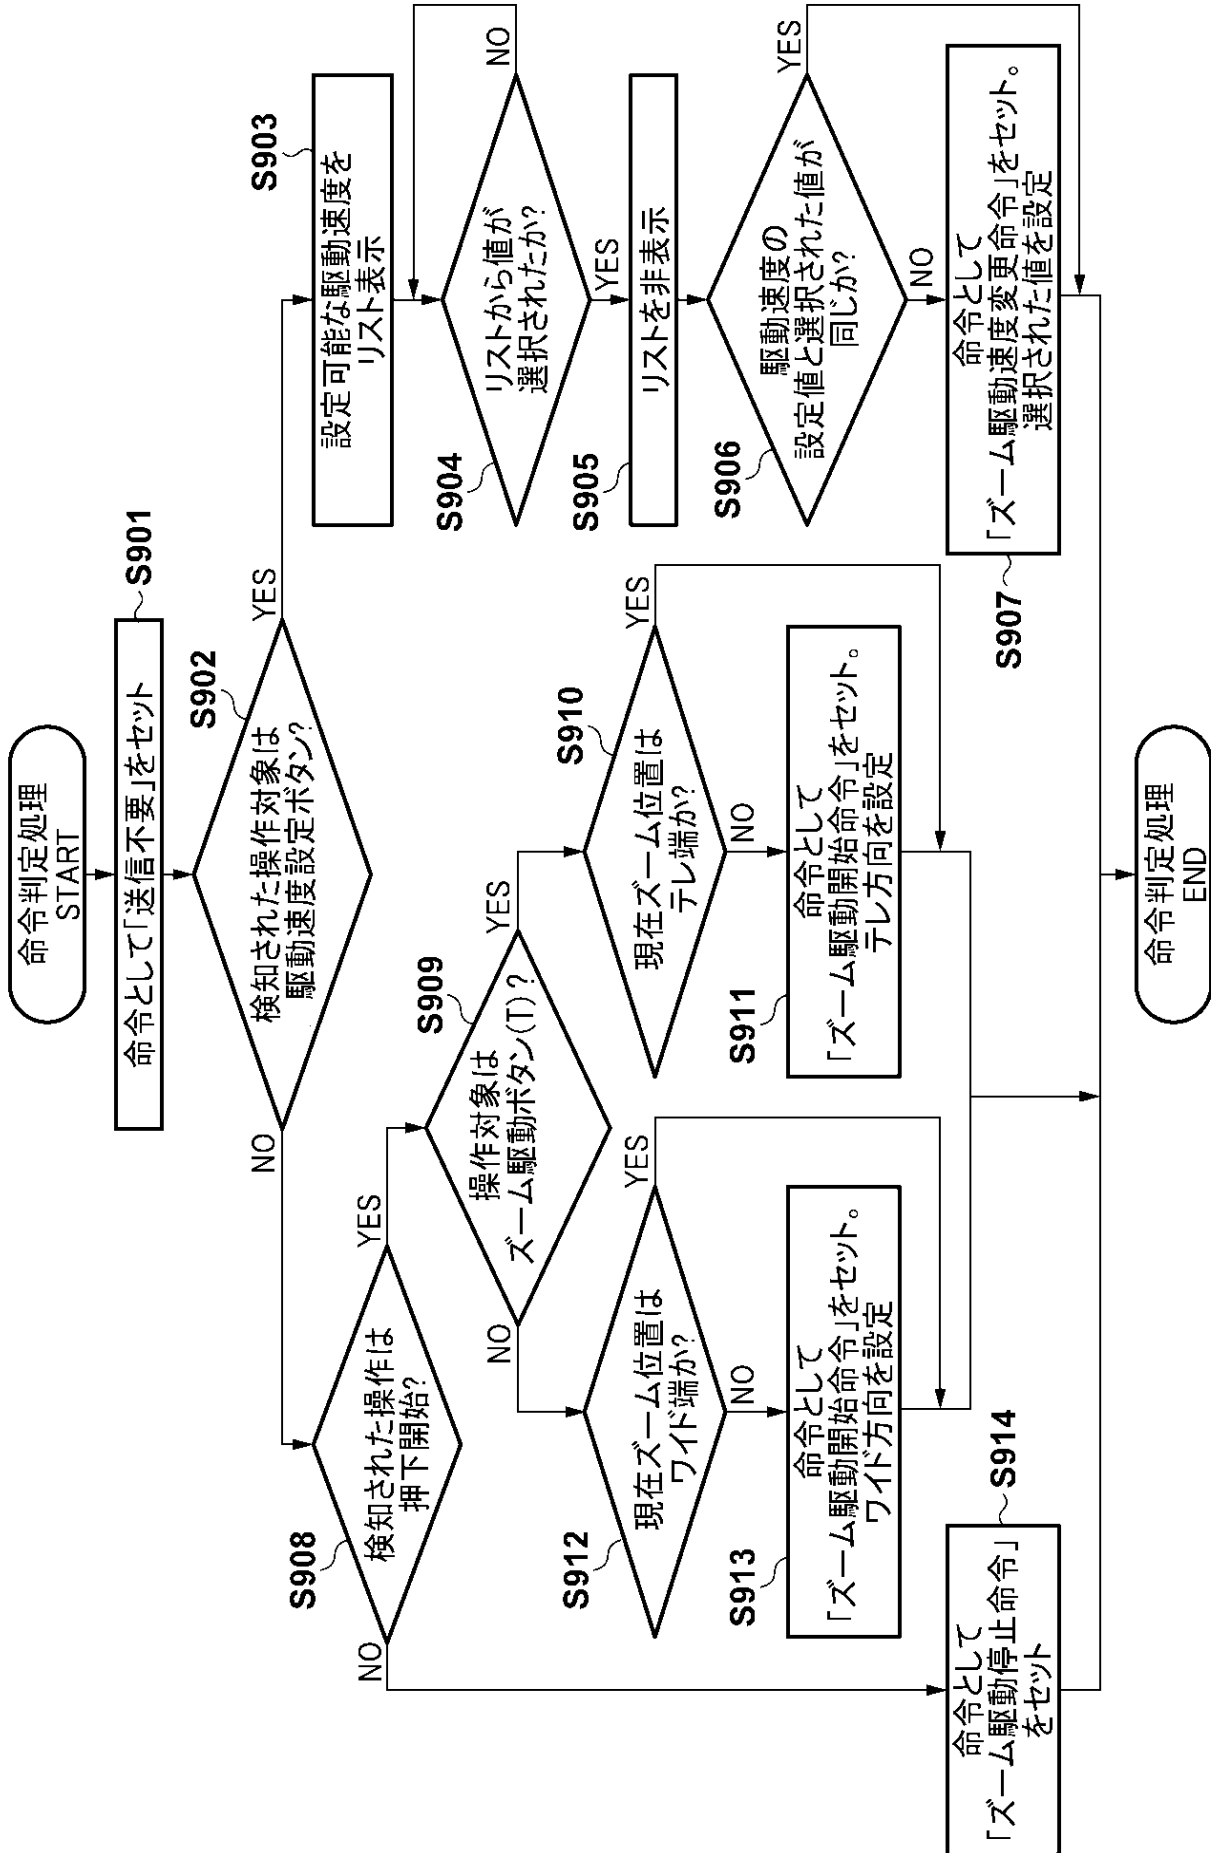 命令判定処理
START
S901
命令として「送信不要」をセット
S902
検知された操作対象は
駆動速度設定ボタン?
YES
NO
S903
設定可能な駆動速度を
リスト表示
S904
リストから値が
選択されたか?
NO
YES
S905
リストを非表示
S906
駆動速度の
設定値と選択された値が
同じか?
YES
NO
S907
命令として
「ズーム駆動速度変更命令」をセット。
選択された値を設定
S908
検知された操作は
押下開始?
YES
NO
S909
操作対象は
ズーム駆動ボタン(T)?
YES
NO
S910
現在ズーム位置は
テレ端か?
YES
NO
S911
命令として
「ズーム駆動開始命令」をセット。
テレ方向を設定
S912
現在ズーム位置は
ワイド端か?
YES
NO
S913
命令として
「ズーム駆動開始命令」をセット。
ワイド方向を設定
S914
命令として
「ズーム駆動停止命令」
をセット
命令判定処理
END